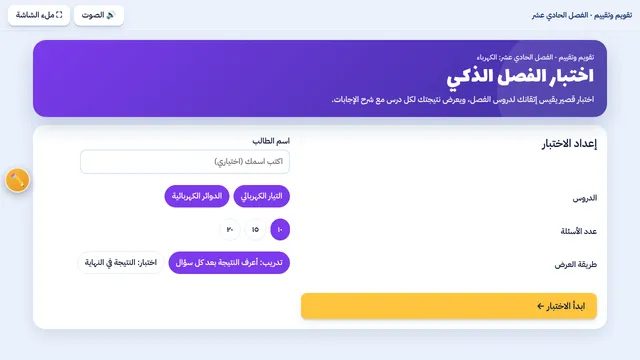 تقويم وتقييم · الفصل الحادي عشر
الصوت
ملء الشاشة
تقويم وتقييم · الفصل الحادي عشر: الكهرباء
اختبار الفصل الذكي
اختبار قصير يقيس إتقانك لدروس الفصل، ويعرض نتيجتك لكل درس مع شرح الإجابات.
إعداد الاختبار
اسم الطالب
اكتب اسمك (اختياري)
الدروس
التيار الكهربائي
الدوائر الكهربائية
عدد الأسئلة
١٠
١٥
٢٠
طريقة العرض
تدريب: أعرف النتيجة بعد كل سؤال
اختبار: النتيجة في النهاية
ابدأ الاختبار ←